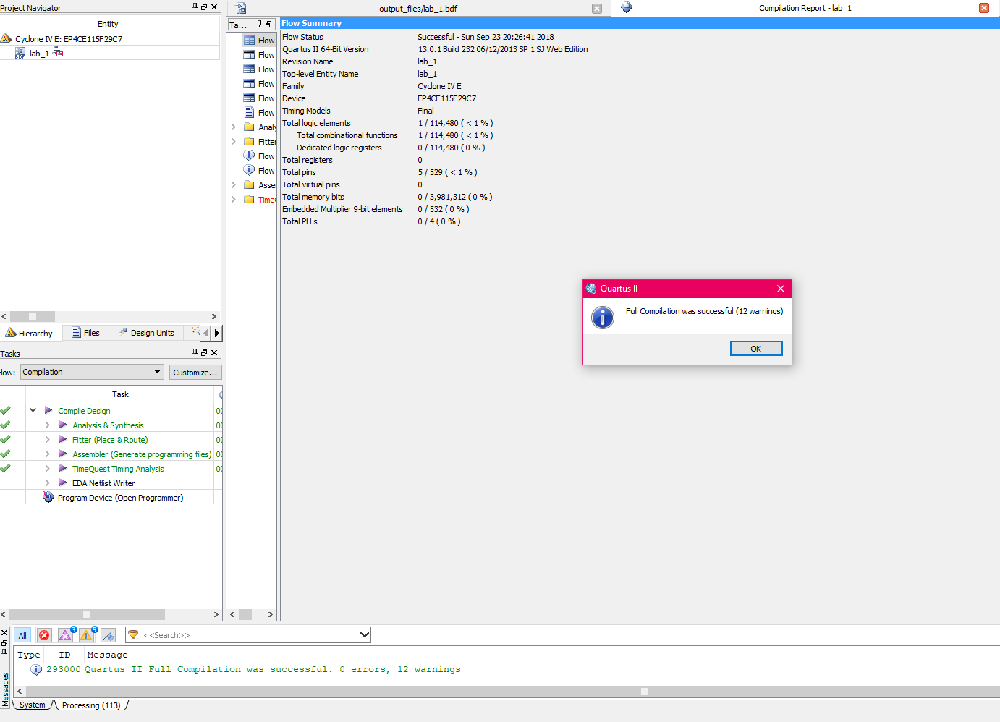 Project Navigator
Entity
Cyclone IV E: EP4CE115F29C7
lab_1
Hierarchy
Files
Design Units
Tasks
Flow:
Compilation
Customize...
Task
Compile Design
Analysis & Synthesis
Fitter (Place & Route)
Assembler (Generate programming files)
TimeQuest Timing Analysis
EDA Netlist Writer
Program Device (Open Programmer)
00
00
00
00
00
output_files/lab_1.bdf
Compilation Report - lab_1
Ta...
Flow
Flow
Flow
Flow
Flow
Flow
Analy
Fitter
Flow
Flow
Asse
TimeQ
Flow Summary
Flow Status Successful - Sun Sep 23 20:26:41 2018
Quartus II 64-Bit Version 13.0.1 Build 232 06/12/2013 SP 1 SJ Web Edition
Revision Name lab_1
Top-level Entity Name lab_1
Family Cyclone IV E
Device EP4CE115F29C7
Timing Models Final
Total logic elements 1 / 114,480 ( < 1 % )
Total combinational functions 1 / 114,480 ( < 1 % )
Dedicated logic registers 0 / 114,480 ( 0 % )
Total registers 0
Total pins 5 / 529 ( < 1 % )
Total virtual pins 0
Total memory bits 0 / 3,981,312 ( 0 % )
Embedded Multiplier 9-bit elements 0 / 532 ( 0 % )
Total PLLs 0 / 4 ( 0 % )
Quartus II
Full Compilation was successful (12 warnings)
OK
All
3
9
<<Search>>
Type ID Message
293000 Quartus II Full Compilation was successful. 0 errors, 12 warnings
Messages
System
Processing (113)